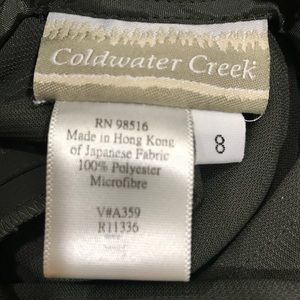 Coldwater Creek
RN 98516
Made in Hong Kong
of Japanese Fabric
100% Polyester
Microfibre
V#A359
R11336
8